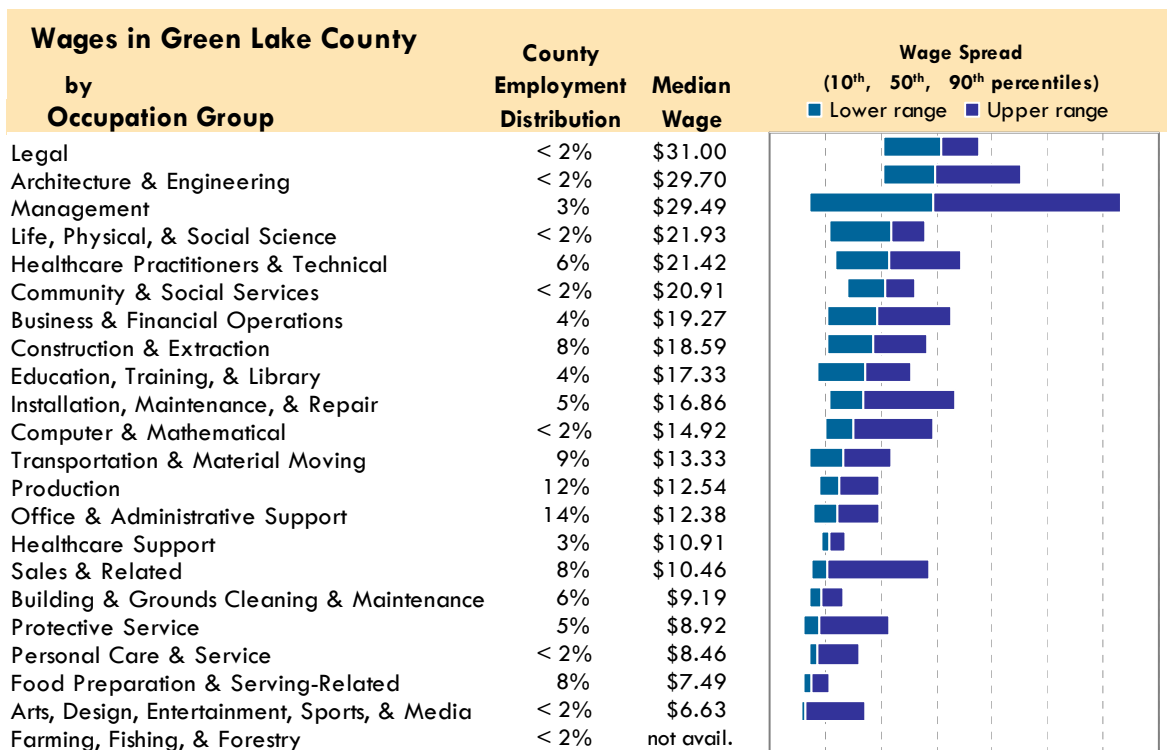 Wages in Green Lake County
by
Occupation Group
County
Employment
Distribution
Median
Wage
Wage Spread
(10th, 50th, 90th percentiles)
Lower range Upper range
Legal < 2% $31.00
Architecture & Engineering < 2% $29.70
Management 3% $29.49
Life, Physical, & Social Science < 2% $21.93
Healthcare Practitioners & Technical 6% $21.42
Community & Social Services < 2% $20.91
Business & Financial Operations 4% $19.27
Construction & Extraction 8% $18.59
Education, Training, & Library 4% $17.33
Installation, Maintenance, & Repair 5% $16.86
Computer & Mathematical < 2% $14.92
Transportation & Material Moving 9% $13.33
Production 12% $12.54
Office & Administrative Support 14% $12.38
Healthcare Support 3% $10.91
Sales & Related 8% $10.46
Building & Grounds Cleaning & Maintenance 6% $9.19
Protective Service 5% $8.92
Personal Care & Service < 2% $8.46
Food Preparation & Serving-Related 8% $7.49
Arts, Design, Entertainment, Sports, & Media < 2% $6.63
Farming, Fishing, & Forestry < 2% not avail.